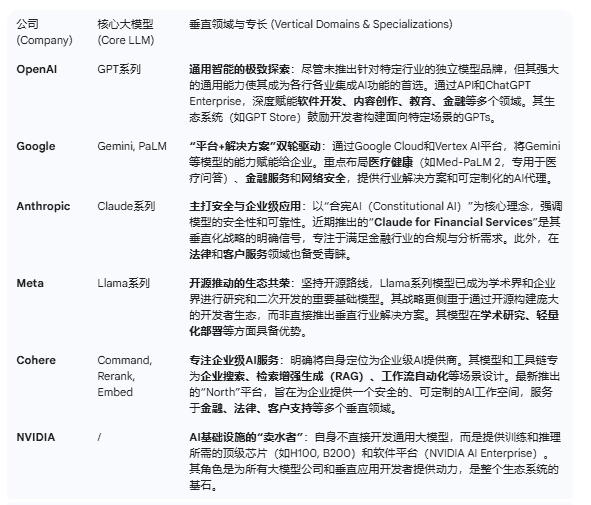 公司 核心大模型 垂直领域与专长 (Vertical Domains & Specializations)
(Company) (Core LLM)
OpenAI GPT系列 通用智能的极致探索：尽管未推出针对特定行业的独立模型品牌，但其强大
的通用能力使其成为各行各业集成AI功能的首选。通过API和ChatGPT
Enterprise，深度赋能软件开发、内容创作、教育、金融等多个领域。其生
态系统（如GPT Store）鼓励开发者构建面向特定场景的GPTs。
Google Gemini, PaLM “平台+解决方案”双轮驱动：通过Google Cloud和Vertex AI平台，将Gemini
等模型的能力赋能给企业。重点布局医疗健康（如Med-PaLM 2，专用于医
疗问答）、金融服务和网络安全，提供行业解决方案和可定制化的AI代理。
Anthropic Claude系列 主打安全与企业级应用：以“合宪AI（Constitutional AI）”为核心理念，强调
模型的安全性和可靠性。近期推出的“Claude for Financial Services”是其
垂直化战略的明确信号，专注于满足金融行业的合规与分析需求。此外，在
法律和客户服务领域也备受青睐。
Meta Llama系列 开源推动的生态共荣：坚持开源路线，Llama系列模型已成为学术界和企业
界进行研究和二次开发的重要基础模型。其战略更侧重于通过开源构建庞大
的开发者生态，而非直接推出垂直行业解决方案。其模型在学术研究、轻量
化部署等方面具备优势。
Cohere Command, 专注企业级AI服务：明确将自身定位为企业级AI提供商。其模型和工具链专
Rerank, 为企业搜索、检索增强生成（RAG）、工作流自动化等场景设计。最新推出
Embed 的“North”平台，旨在为企业提供一个安全的、可定制的AI工作空间，服务
于金融、法律、客户支持等多个垂直领域。
NVIDIA / AI基础设施的“卖水者”：自身不直接开发通用大模型，而是提供训练和推理
所需的顶级芯片（如H100, B200）和软件平台（NVIDIA AI Enterprise）。
其角色是为所有大模型公司和垂直应用开发者提供动力，是整个生态系统的
基石。